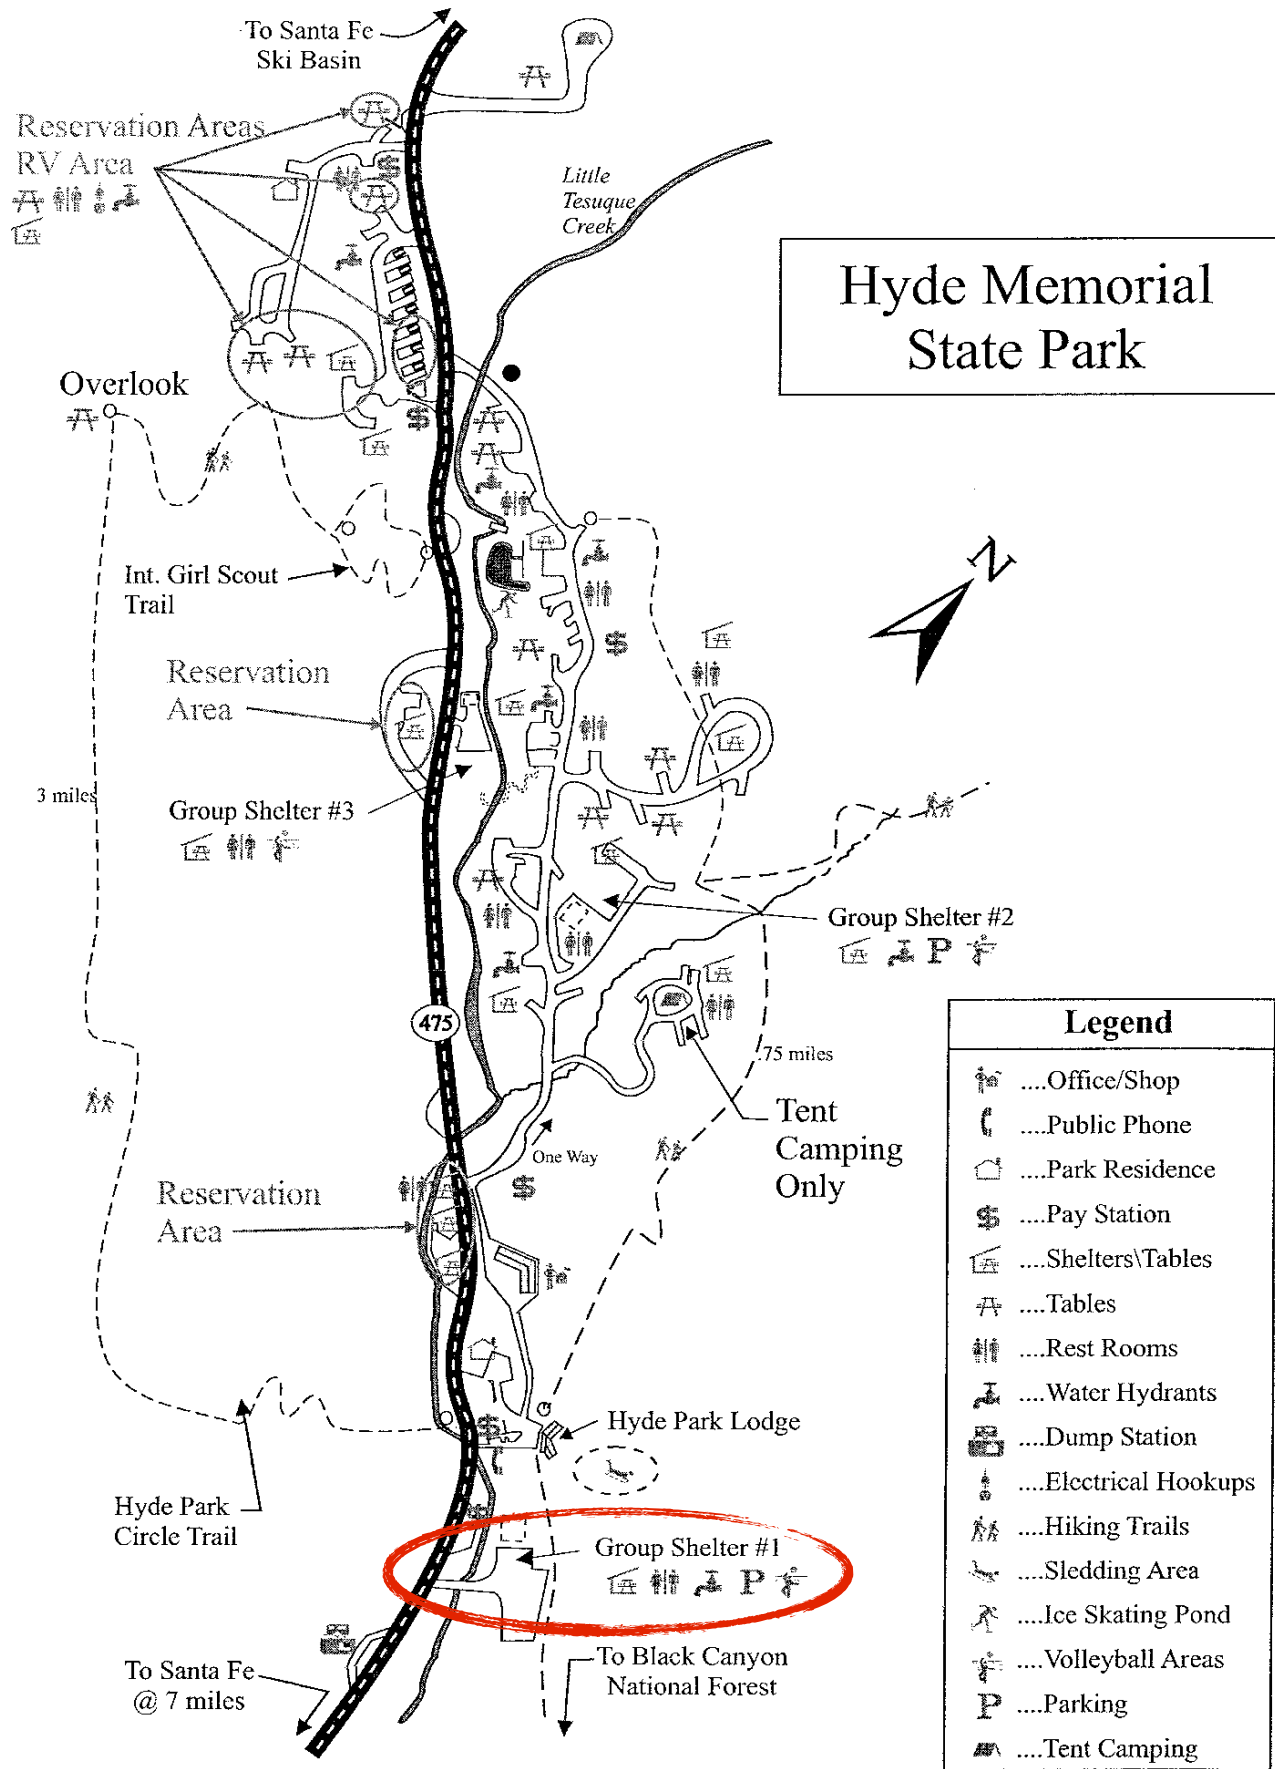 To Santa Fe
Ski Basin
Reservation Areas
RV Area
Little
Tesuque
Creek
Hyde Memorial
State Park
Overlook
N
Int. Girl Scout
Trail
Reservation
Area
3 miles
Group Shelter #3
Group Shelter #2
P
475
.75 miles
Tent
Camping
Only
One Way
$
Reservation
Area
Hyde Park Lodge
Hyde Park
Circle Trail
Group Shelter #1
P
To Santa Fe
@ 7 miles
To Black Canyon
National Forest
Legend
....Office/Shop
....Public Phone
....Park Residence
$ ....Pay Station
....Shelters\Tables
....Tables
....Rest Rooms
....Water Hydrants
....Dump Station
....Electrical Hookups
....Hiking Trails
....Sledding Area
....Ice Skating Pond
....Volleyball Areas
P ....Parking
....Tent Camping